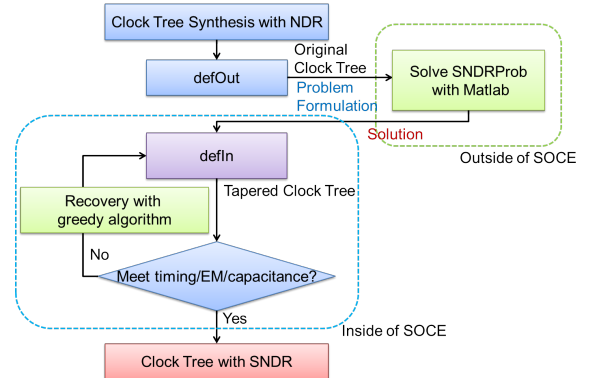 Clock Tree Synthesis with NDR
Original
Clock Tree
defOut
Problem
Formulation
Solve SNDRProb
with Matlab
Solution
Outside of SOCE
defIn
Tapered Clock Tree
Recovery with
greedy algorithm
No
Meet timing/EM/capacitance?
Yes
Inside of SOCE
Clock Tree with SNDR